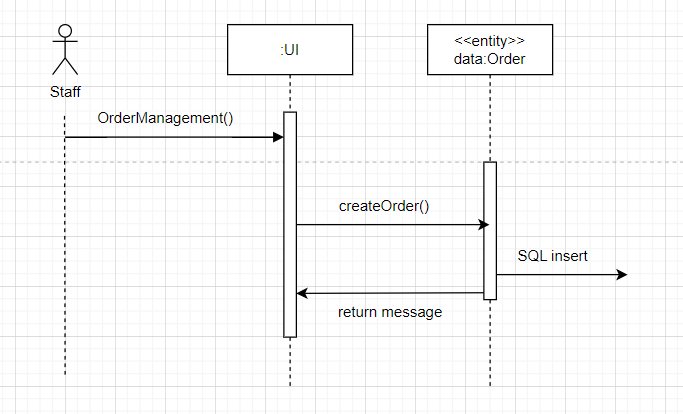 :UI
<<entity>>
data:Order
Staff
OrderManagement()
createOrder()
SQL insert
return message